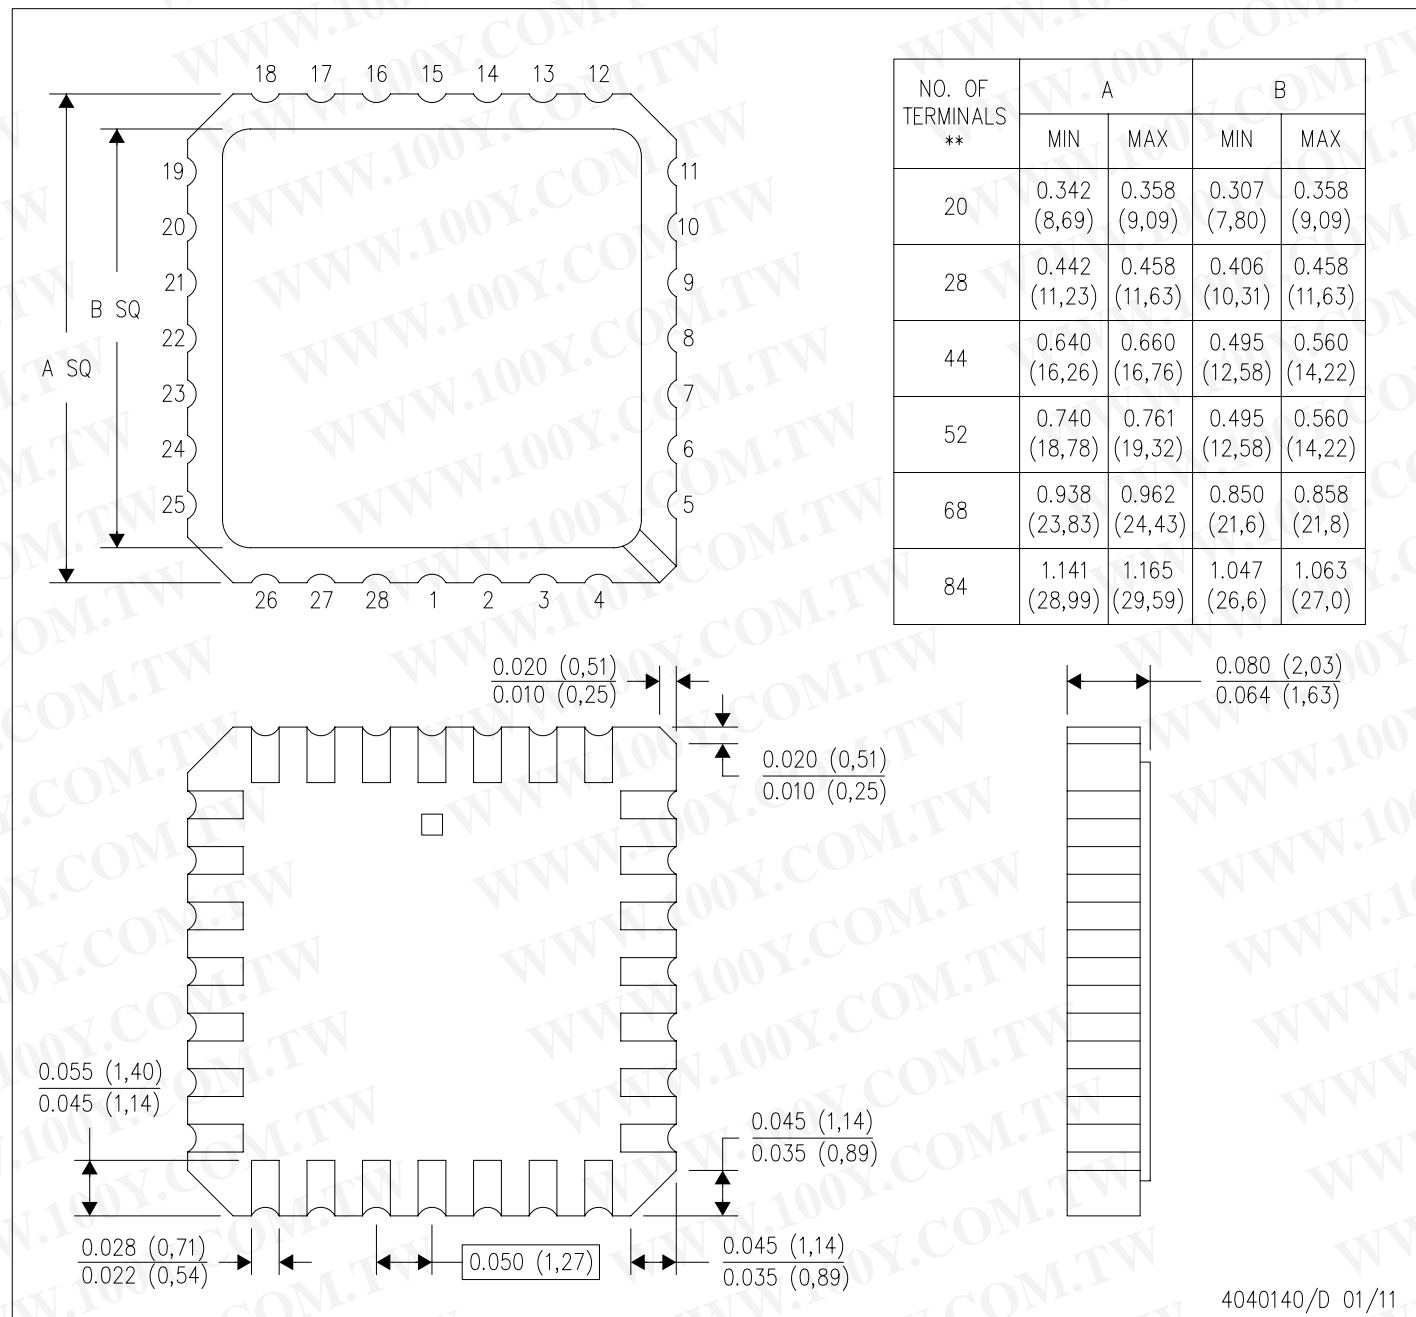 18 17 16 15 14 13 12
19 20 21 22 23 24 25
11 10 9 8 7 6 5
26 27 28 1 2 3 4
A SQ
B SQ
NO. OF TERMINALS ** A B
MIN MAX MIN MAX
20 0.342 (8,69) 0.358 (9,09) 0.307 (7,80) 0.358 (9,09)
28 0.442 (11,23) 0.458 (11,63) 0.406 (10,31) 0.458 (11,63)
44 0.640 (16,26) 0.660 (16,76) 0.495 (12,58) 0.560 (14,22)
52 0.740 (18,78) 0.761 (19,32) 0.495 (12,58) 0.560 (14,22)
68 0.938 (23,83) 0.962 (24,43) 0.850 (21,6) 0.858 (21,8)
84 1.141 (28,99) 1.165 (29,59) 1.047 (26,6) 1.063 (27,0)
0.020 (0,51)
0.010 (0,25)
0.020 (0,51)
0.010 (0,25)
0.080 (2,03)
0.064 (1,63)
0.055 (1,40)
0.045 (1,14)
0.045 (1,14)
0.035 (0,89)
0.028 (0,71)
0.022 (0,54)
0.050 (1,27)
0.045 (1,14)
0.035 (0,89)
4040140/D 01/11
WWW.100Y.COM.TW